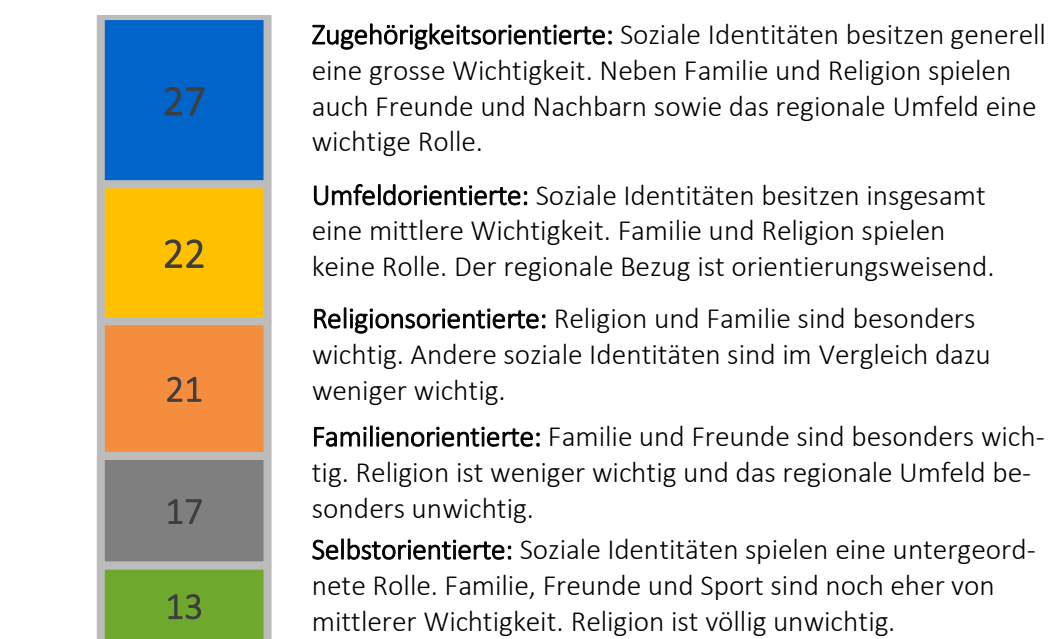 27
Zugehörigkeitsorientierte: Soziale Identitäten besitzen generell
eine grosse Wichtigkeit. Neben Familie und Religion spielen
auch Freunde und Nachbarn sowie das regionale Umfeld eine
wichtige Rolle.
22
Umfeldorientierte: Soziale Identitäten besitzen insgesamt
eine mittlere Wichtigkeit. Familie und Religion spielen
keine Rolle. Der regionale Bezug ist orientierungsweisend.
21
Religionsorientierte: Religion und Familie sind besonders
wichtig. Andere soziale Identitäten sind im Vergleich dazu
weniger wichtig.
17
Familienorientierte: Familie und Freunde sind besonders wich-
tig. Religion ist weniger wichtig und das regionale Umfeld be-
sonders unwichtig.
13
Selbstorientierte: Soziale Identitäten spielen eine untergeord-
nete Rolle. Familie, Freunde und Sport sind noch eher von
mittlerer Wichtigkeit. Religion ist völlig unwichtig.